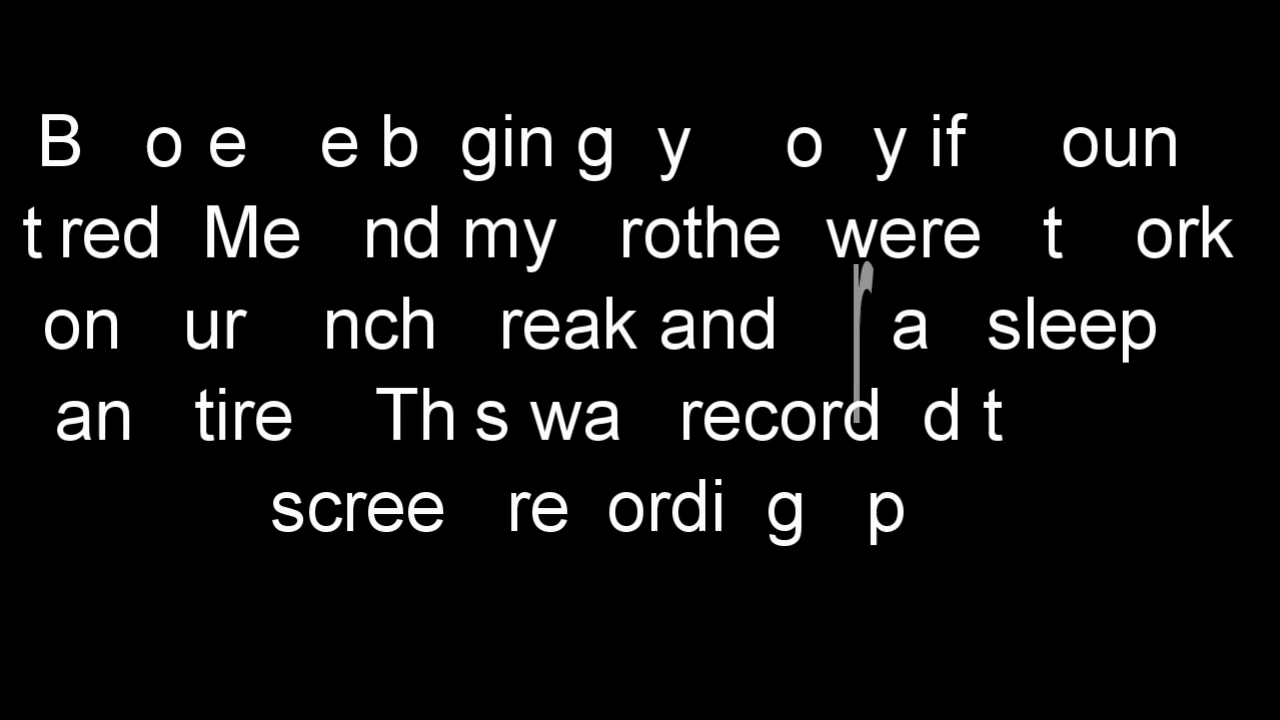 B o e e b gin g y o y if oun
t red Me nd my rothe were t ork
on ur nch reak and r a sleep
an tire Th s wa record d t
scree re ordi g p